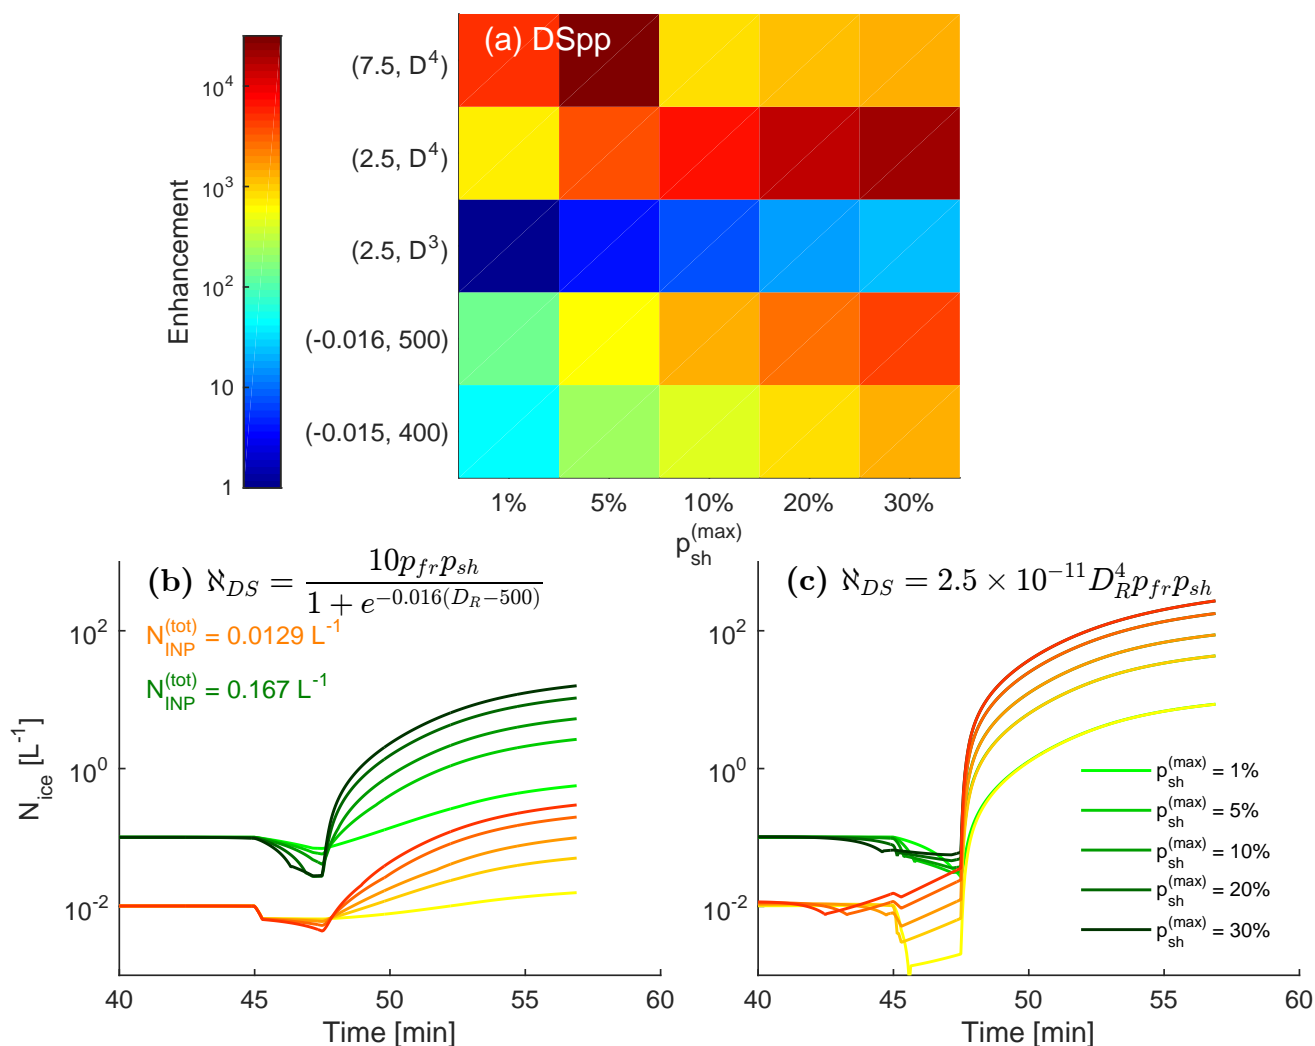 (a) DSpp
Enhancement
10^4
10^3
10^2
10
1
(7.5, D^4)
(2.5, D^4)
(2.5, D^3)
(-0.016, 500)
(-0.015, 400)
1% 5% 10% 20% 30%
p_sh^(max)
(b) ℵ_DS = 10p_fr p_sh / (1 + e^{-0.016(D_R-500)})
N_INP^(tot) = 0.0129 L^-1
N_INP^(tot) = 0.167 L^-1
N_ice [L^-1]
10^2
10^0
10^-2
40 45 50 55 60
Time [min]
(c) ℵ_DS = 2.5 × 10^{-11} D_R^4 p_fr p_sh
p_sh^(max) = 1%
p_sh^(max) = 5%
p_sh^(max) = 10%
p_sh^(max) = 20%
p_sh^(max) = 30%
10^2
10^0
10^-2
40 45 50 55 60
Time [min]